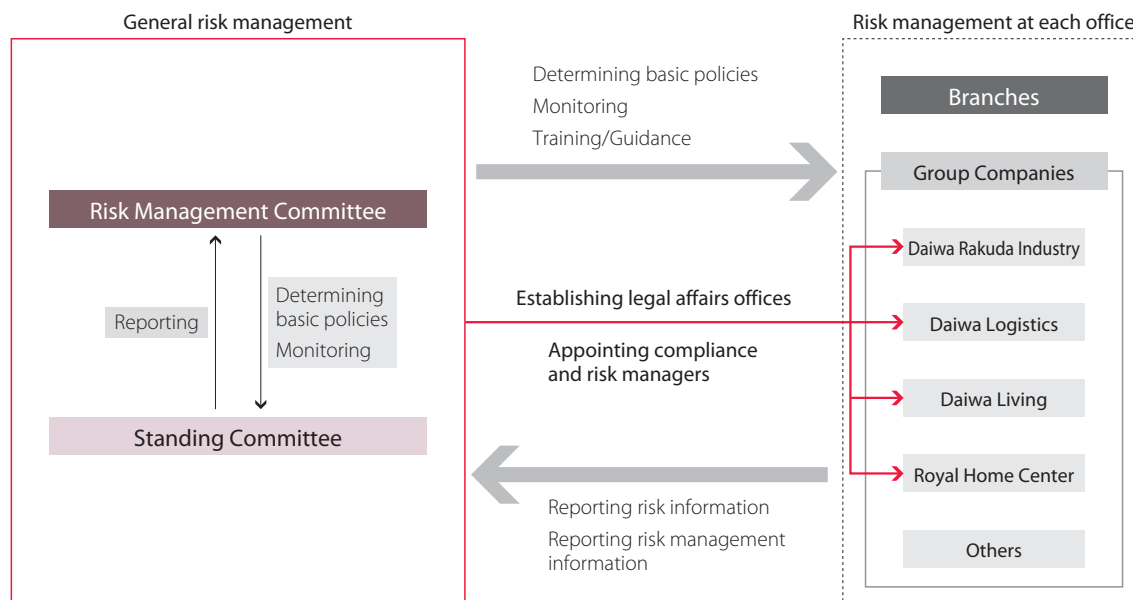 General risk management
Risk Management Committee
Reporting
Determining
basic policies
Monitoring
Standing Committee
Determining basic policies
Monitoring
Training/Guidance
Establishing legal affairs offices
Appointing compliance
and risk managers
Reporting risk information
Reporting risk management
information
Risk management at each office
Branches
Group Companies
Daiwa Rakuda Industry
Daiwa Logistics
Daiwa Living
Royal Home Center
Others